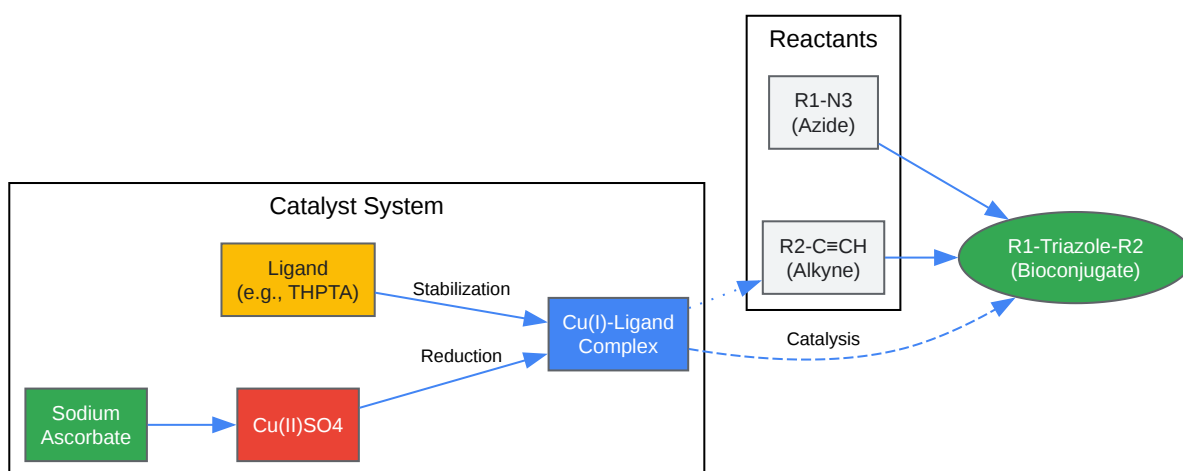 Reactants
R1-N3
(Azide)
R2-C≡CH
(Alkyne)
R1-Triazole-R2
(Bioconjugate)
Catalyst System
Ligand
(e.g., THPTA)
Stabilization
Cu(I)-Ligand
Complex
Catalysis
Reduction
Sodium
Ascorbate
Cu(II)SO4